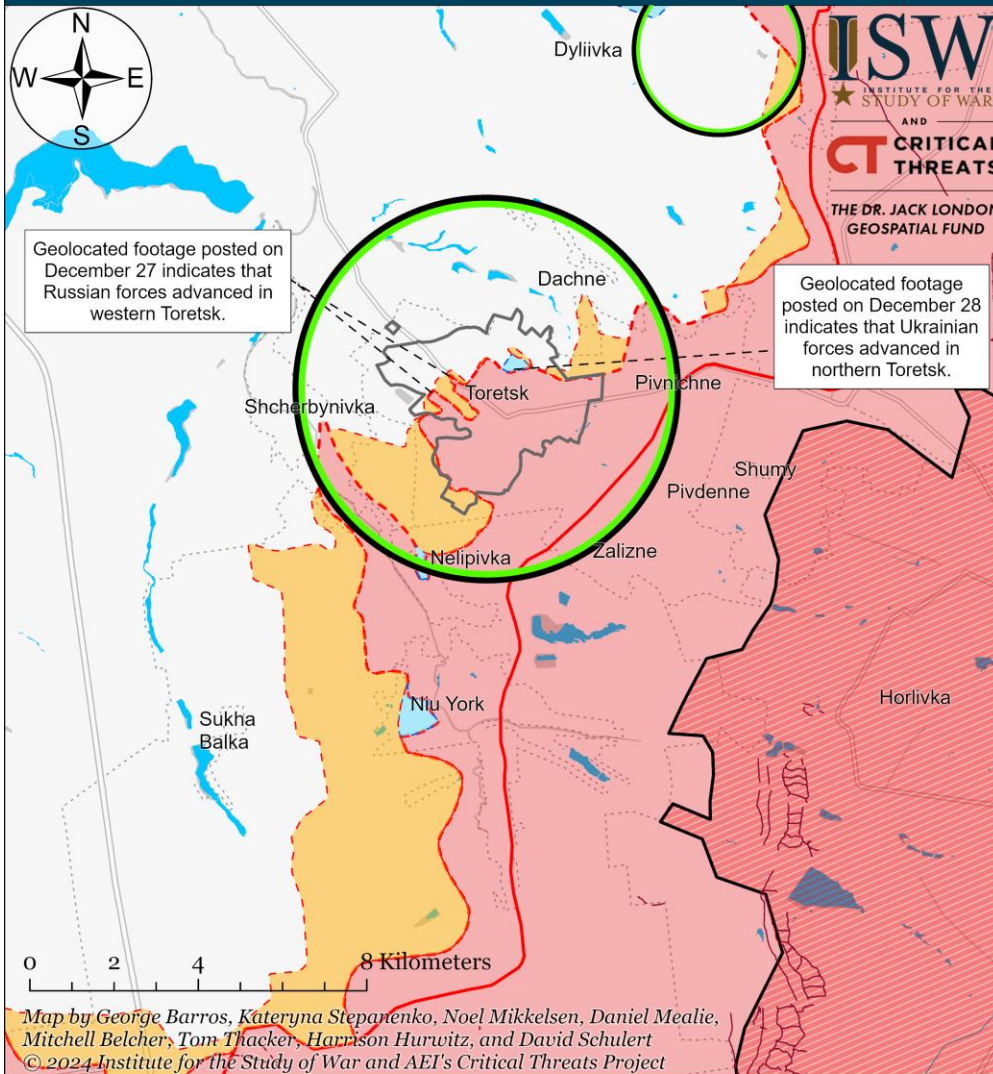 N
W
E
S
Dyliivka
ISW
INSTITUTE FOR THE
STUDY OF WAR
AND
CT CRITICAL
THREATS
THE DR. JACK LONDON
GEOSPATIAL FUND
Geolocated footage posted on
December 27 indicates that
Russian forces advanced in
western Toretsk.
Dachne
Geolocated footage
posted on December 28
indicates that Ukrainian
forces advanced in
northern Toretsk.
Toretsk
Pivnichne
Shcherbynivka
Shumy
Pivdenne
Nelipivka
Zalizne
Niu York
Horlivka
Sukha
Balka
0 2 4 8 Kilometers
Map by George Barros, Kateryna Stepanenko, Noel Mikkelsen, Daniel Mealie,
Mitchell Belcher, Tom Thacker, Harrison Hurwitz, and David Schulert
© 2024 Institute for the Study of War and AEI's Critical Threats Project